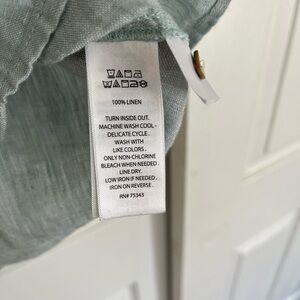 100% LINEN
TURN INSIDE OUT.
MACHINE WASH COOL -
DELICATE CYCLE.
WASH WITH
LIKE COLORS.
ONLY NON-CHLORINE
BLEACH WHEN NEEDED.
LINE DRY.
LOW IRON IF NEEDED.
IRON ON REVERSE.
RN# 75343